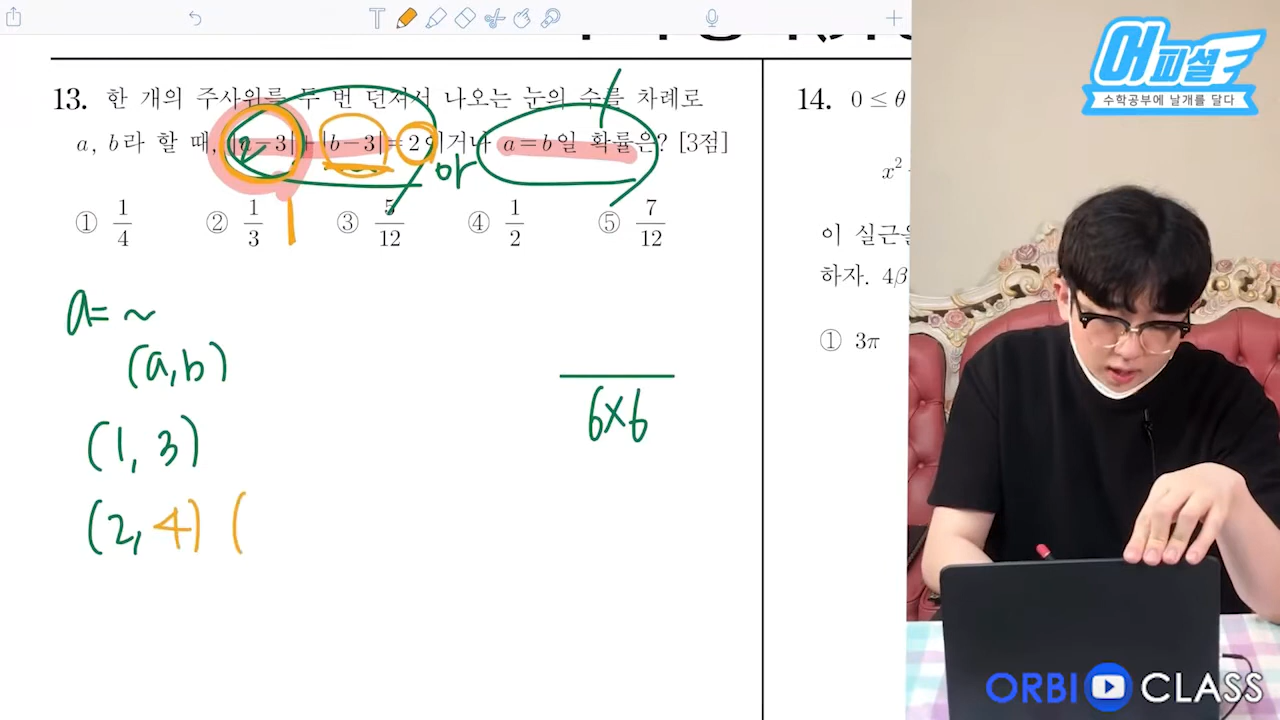 13. 한 개의 주사위를 두 번 던져서 나오는 눈의 수를 차례로
a, b라 할 때, |a-3|+|b-3|=2이거나 a=b일 확률은? [3점]
2
or
① 1/4 ② 1/3 ③ 5/12 ④ 1/2 ⑤ 7/12
1
a= ~
(a,b)
(1, 3)
(2, 4) (
6×6
14. 0 ≤ θ
x²
이 실근은
하자. 4β
① 3π
어피셜
수학공부에 날개를 달다
ORBI CLASS